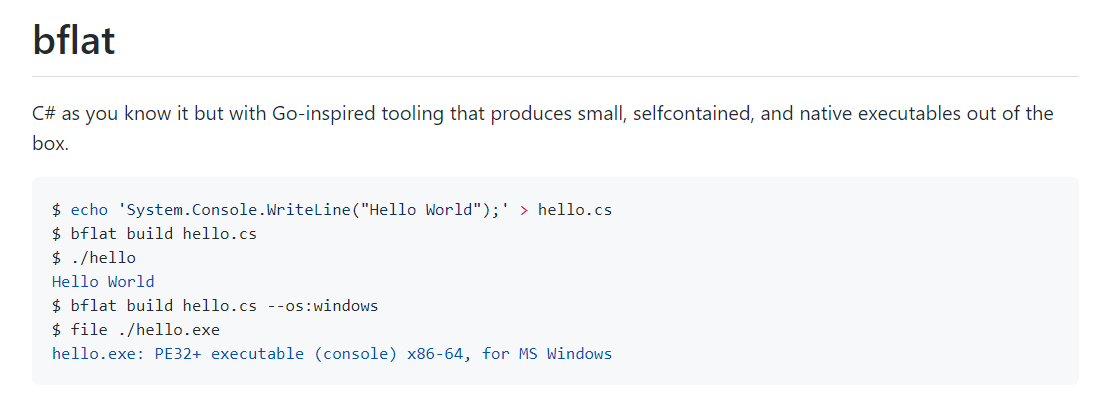 bflat
C# as you know it but with Go-inspired tooling that produces small, selfcontained, and native executables out of the
box.
$ echo 'System.Console.WriteLine("Hello World");' > hello.cs
$ bflat build hello.cs
$ ./hello
Hello World
$ bflat build hello.cs --os:windows
$ file ./hello.exe
hello.exe: PE32+ executable (console) x86-64, for MS Windows